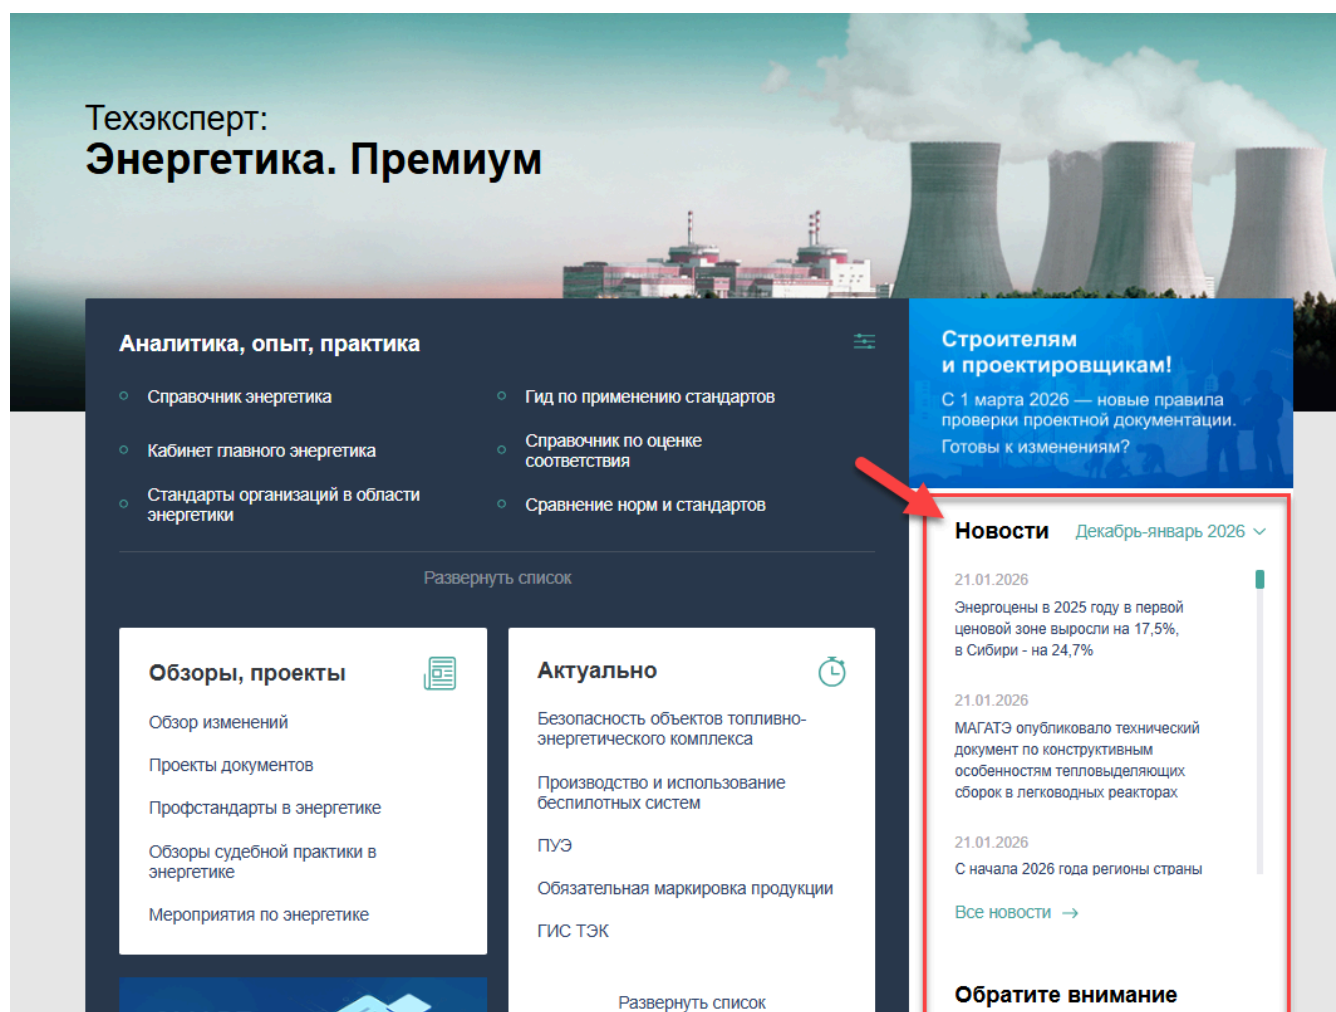 Техэксперт:
Энергетика. Премиум
Аналитика, опыт, практика
Справочник энергетика
Кабинет главного энергетика
Стандарты организаций в области
энергетики
Гид по применению стандартов
Справочник по оценке
соответствия
Сравнение норм и стандартов
Развернуть список
Обзоры, проекты
Обзор изменений
Проекты документов
Профстандарты в энергетике
Обзоры судебной практики в
энергетике
Мероприятия по энергетике
Актуально
Безопасность объектов топливно-
энергетического комплекса
Производство и использование
беспилотных систем
ПУЭ
Обязательная маркировка продукции
ГИС ТЭК
Развернуть список
Строителям
и проектировщикам!
С 1 марта 2026 — новые правила
проверки проектной документации.
Готовы к изменениям?
Новости Декабрь-январь 2026
21.01.2026
Энергоцены в 2025 году в первой
ценовой зоне выросли на 17,5%,
в Сибири - на 24,7%
21.01.2026
МАГАТЭ опубликовало технический
документ по конструктивным
особенностям тепловыделяющих
сборок в легководных реакторах
21.01.2026
С начала 2026 года регионы страны
Все новости →
Обратите внимание